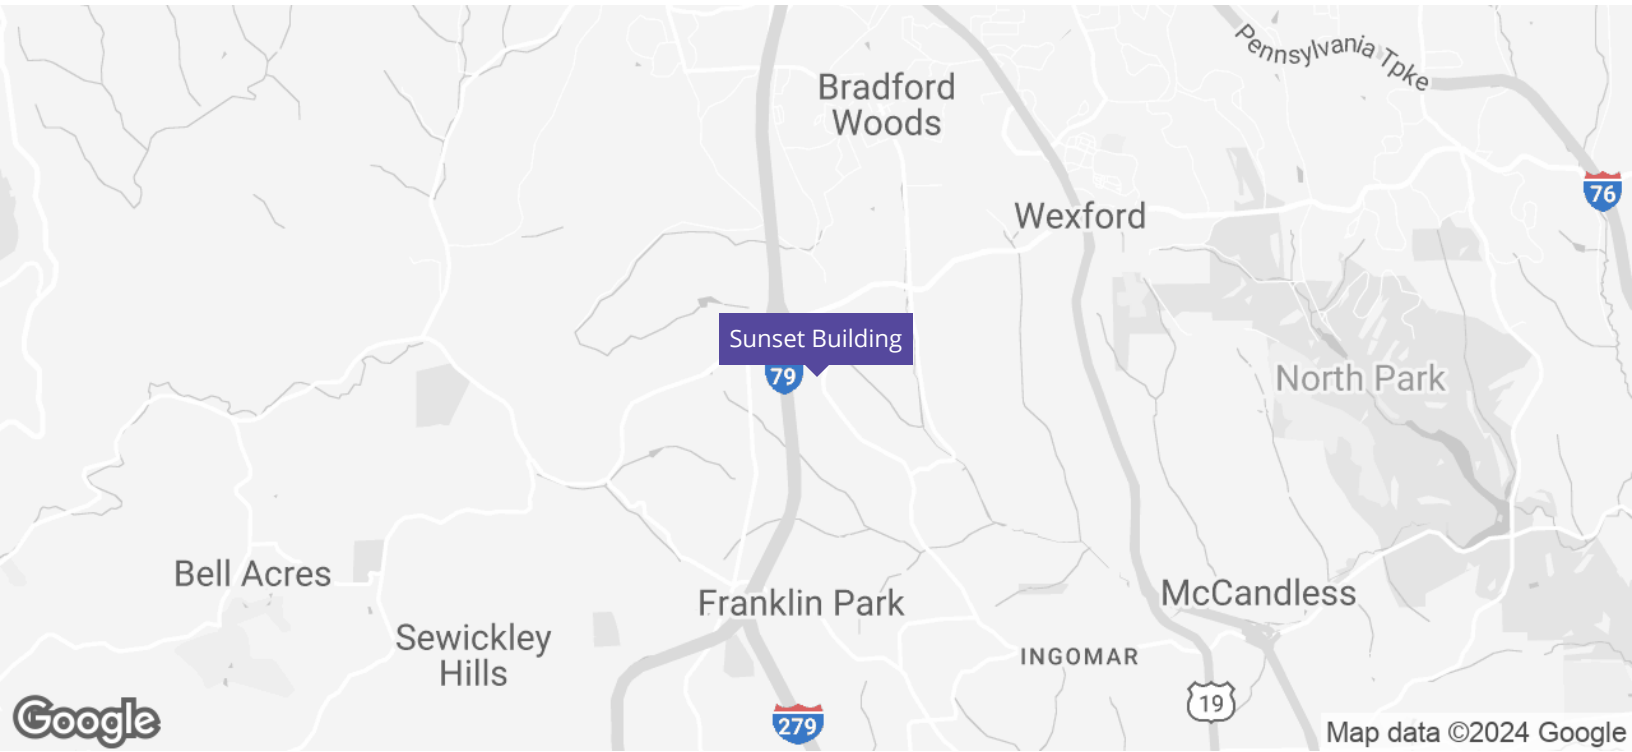 Pennsylvania Tpke
Bradford
Woods
76
Wexford
Sunset Building
79
North Park
Bell Acres
McCandless
Franklin Park
Sewickley
Hills
INGOMAR
19
279
Google
Map data ©2024 Google